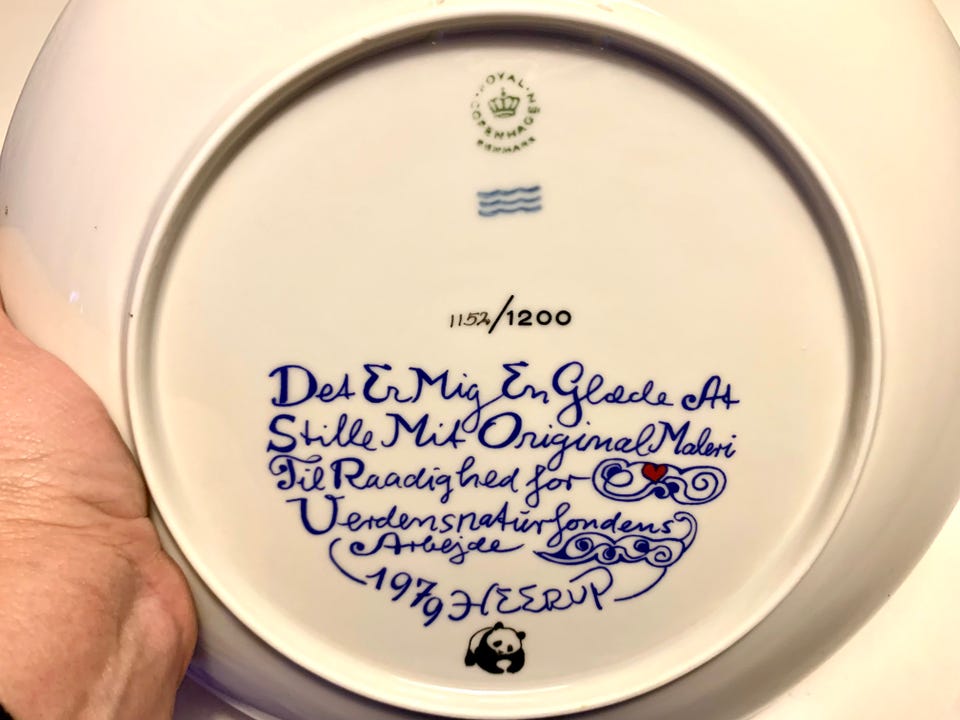 ROYAL COPENHAGEN
DENMARK
1152/1200
Det Er Mig En Glæde At
Stille Mit Original Maleri
Til Raadighed for
Verdensnaturfondens
Arbejde
1979 HEERUP